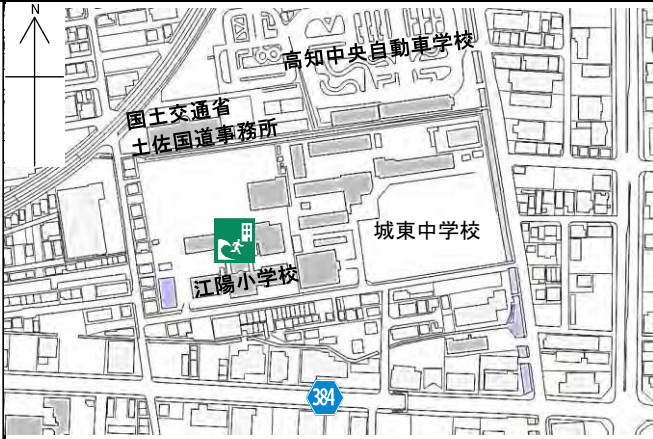 N
高知中央自動車学校
国土交通省
土佐国道事務所
城東中学校
江陽小学校
384